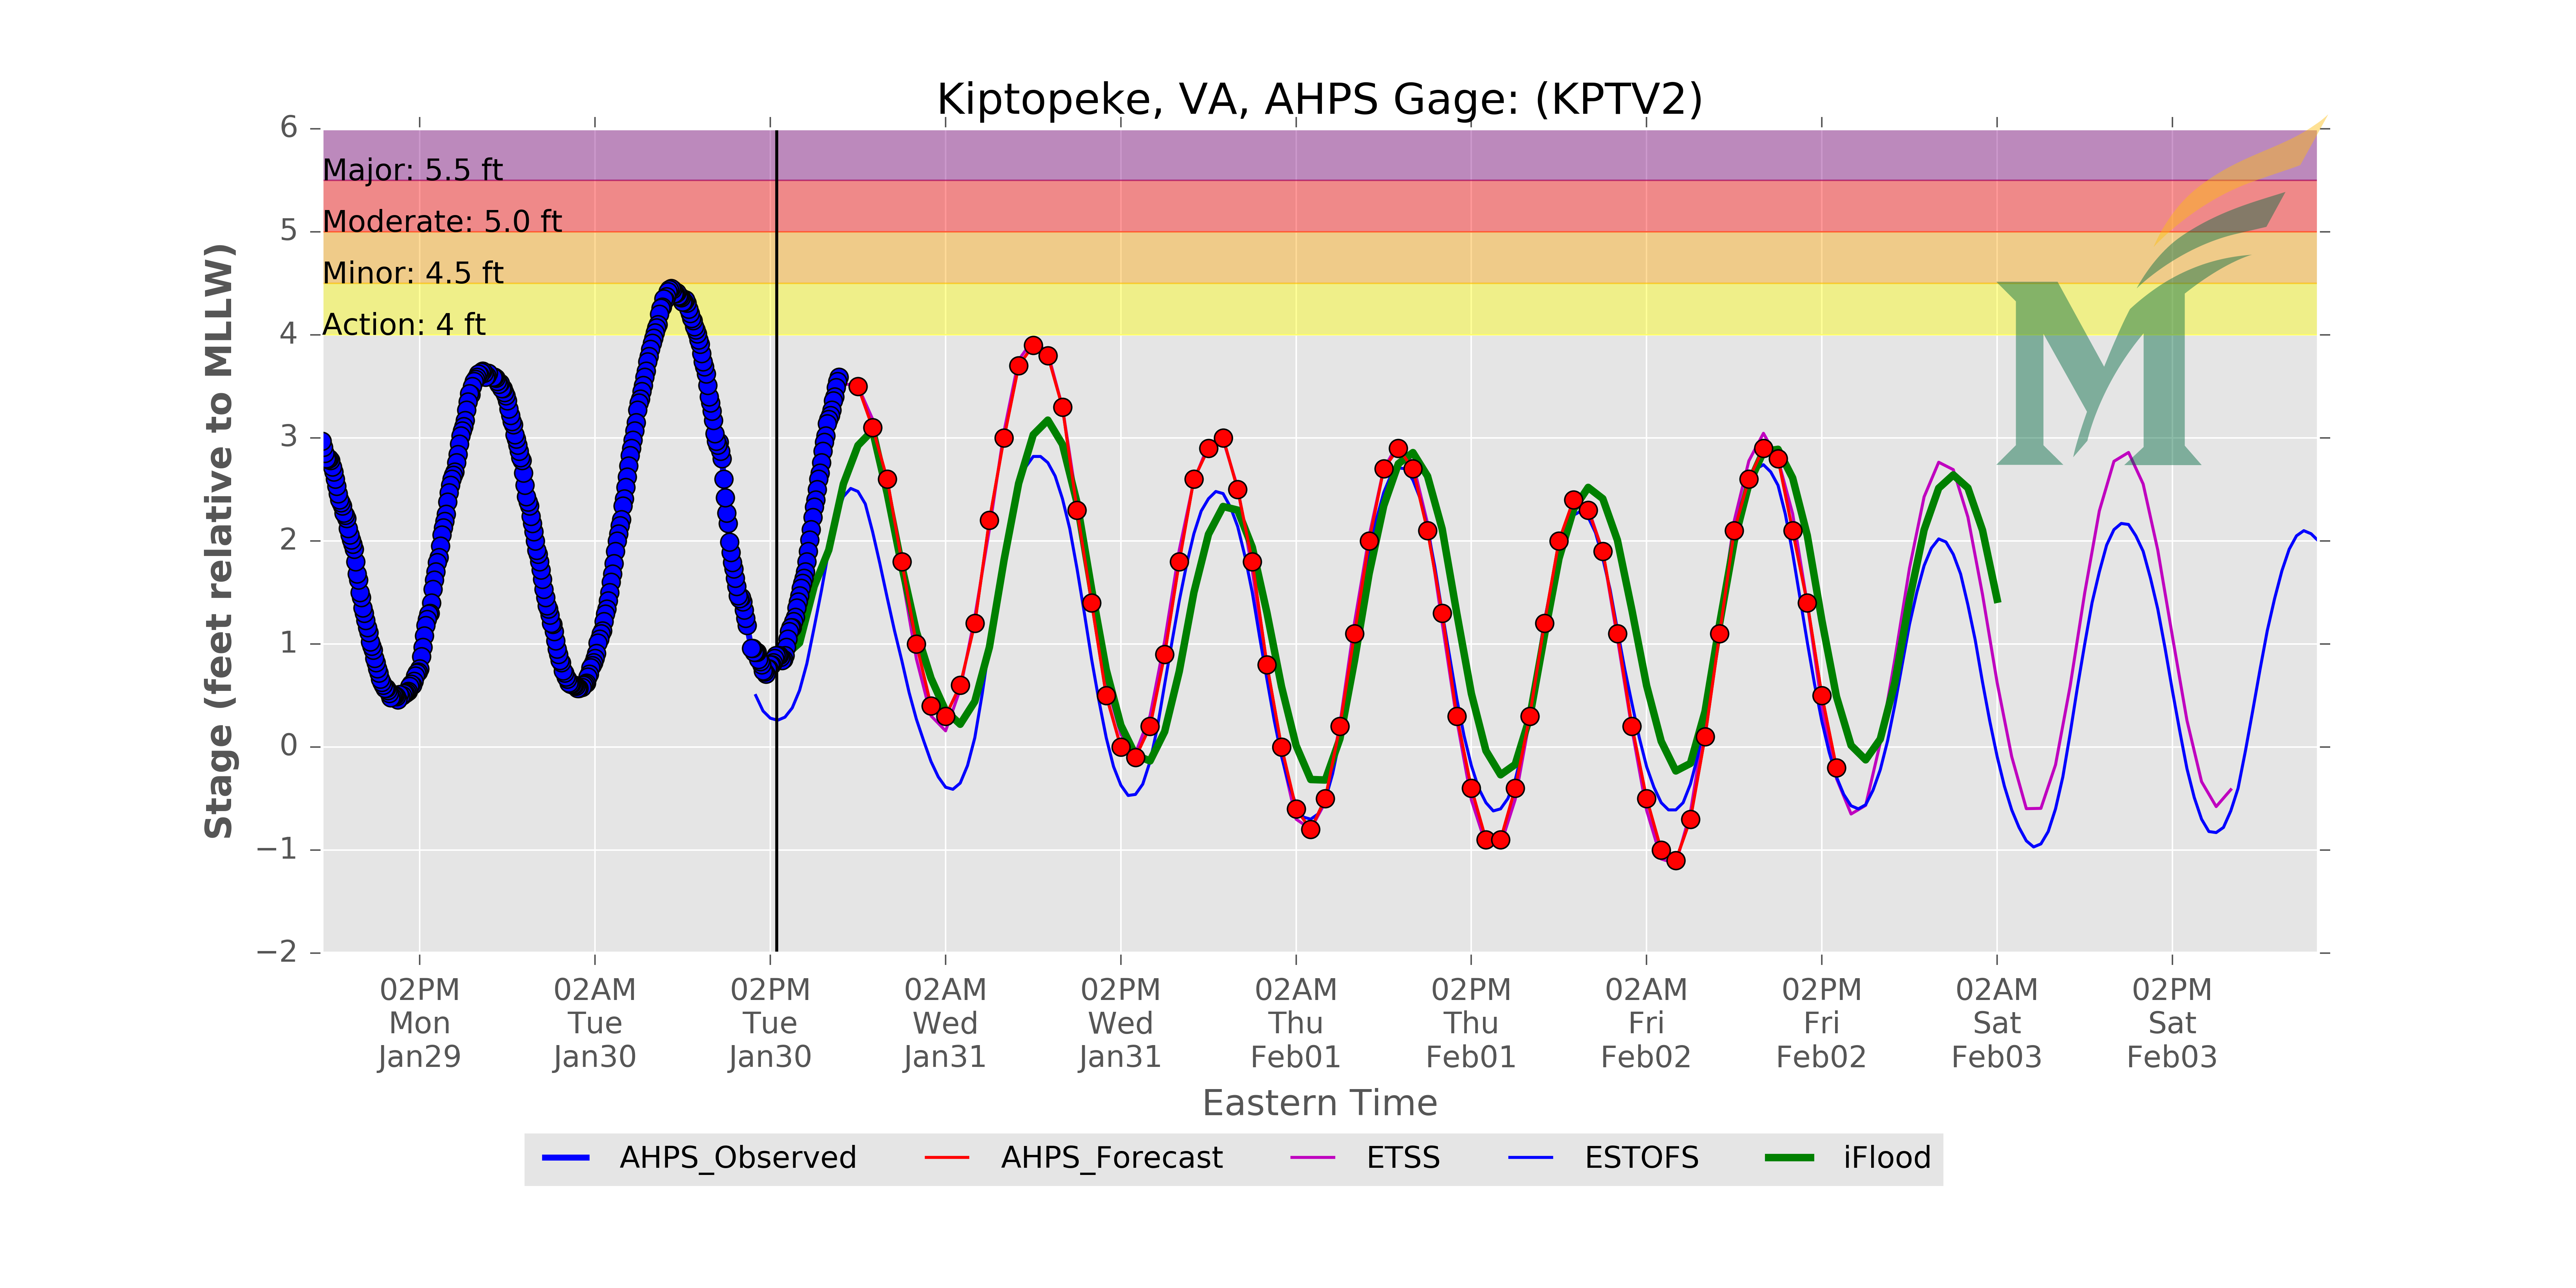 Kiptopeke, VA, AHPS Gage: (KPTV2)
6
Major: 5.5 ft
Moderate: 5.0 ft
5
Minor: 4.5 ft
Action: 4 ft
4
3
2
1
0
−1
−2
Stage (feet relative to MLLW)
02PM Mon Jan29
02AM Tue Jan30
02PM Tue Jan30
02AM Wed Jan31
02PM Wed Jan31
02AM Thu Feb01
02PM Thu Feb01
02AM Fri Feb02
02PM Fri Feb02
02AM Sat Feb03
02PM Sat Feb03
Eastern Time
AHPS_Observed AHPS_Forecast ETSS ESTOFS iFlood
M